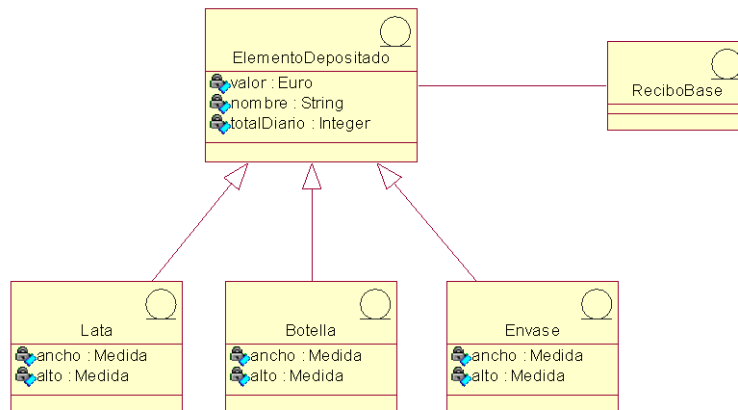 ElementoDepositado
valor : Euro
nombre : String
totalDiario : Integer
ReciboBase
Lata
ancho : Medida
alto : Medida
Botella
ancho : Medida
alto : Medida
Envase
ancho : Medida
alto : Medida